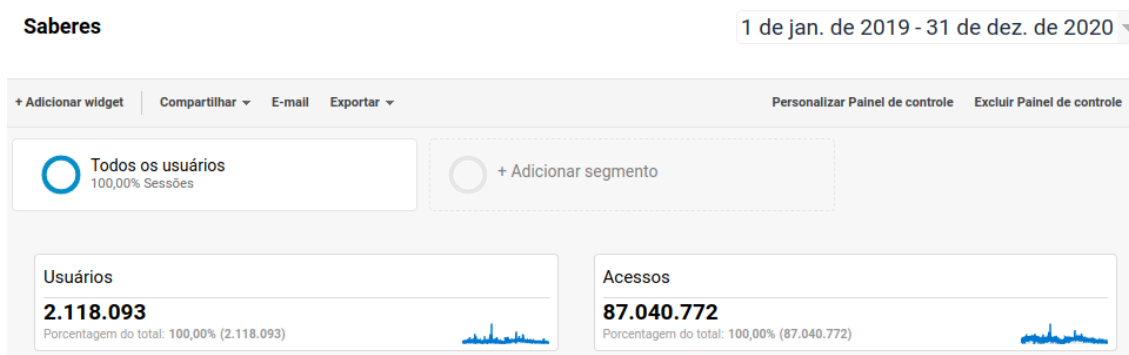 Saberes
1 de jan. de 2019 - 31 de dez. de 2020
+ Adicionar widget Compartilhar E-mail Exportar Personalizar Painel de controle Excluir Painel de controle
Todos os usuários
100,00% Sessões
+ Adicionar segmento
Usuários
2.118.093
Porcentagem do total: 100,00% (2.118.093)
Acessos
87.040.772
Porcentagem do total: 100,00% (87.040.772)